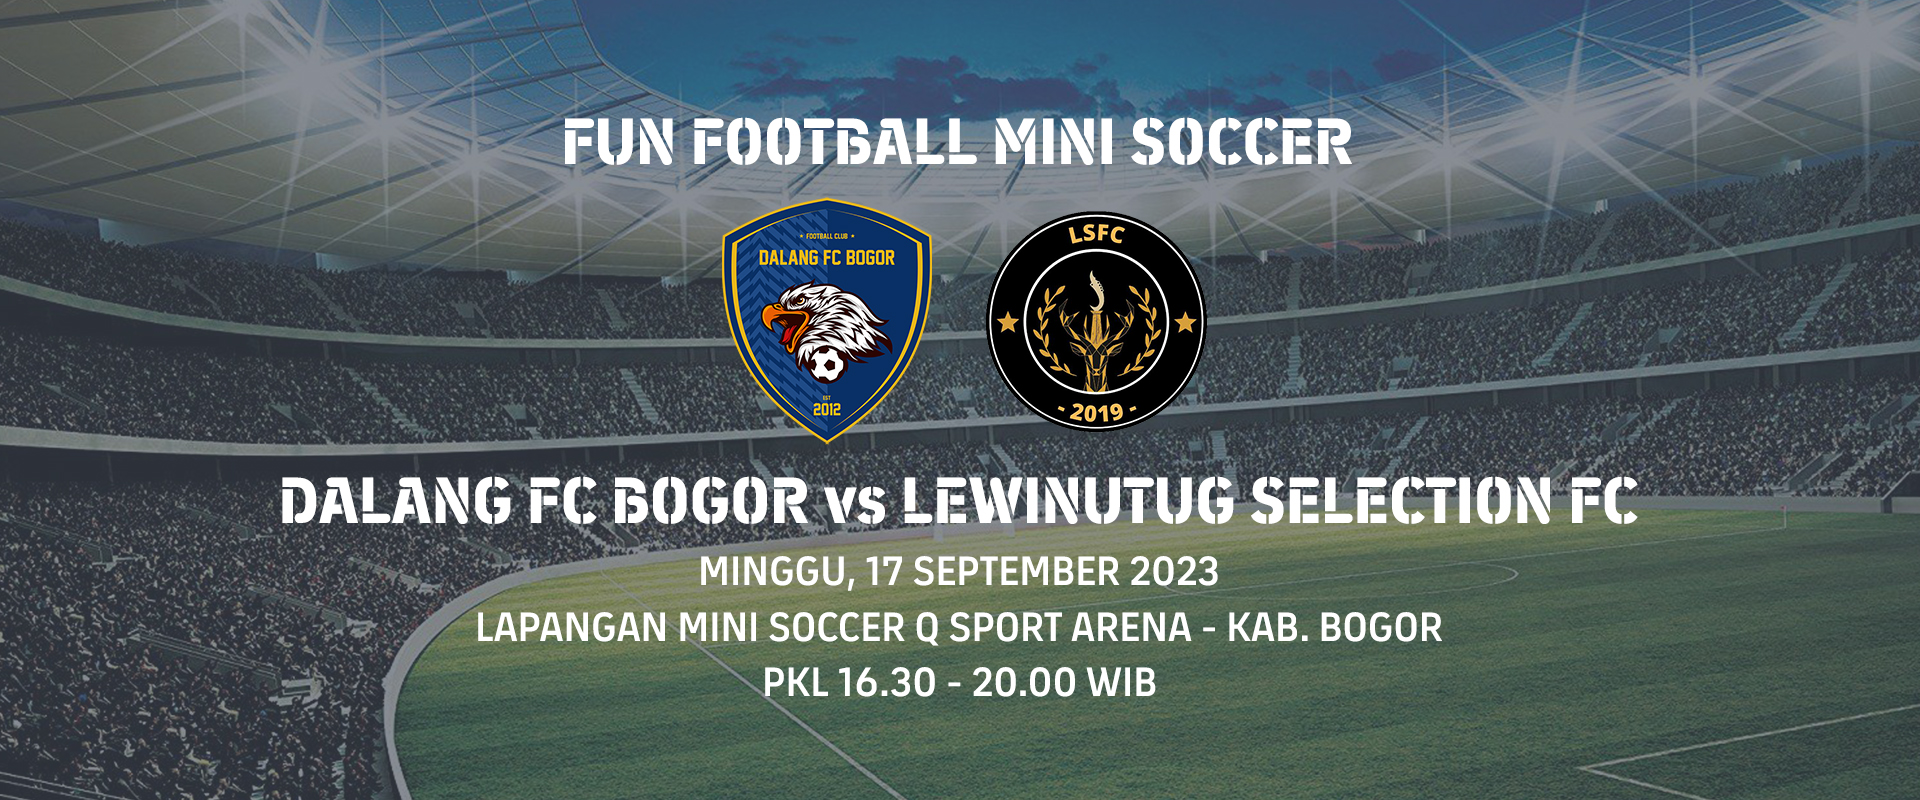 FUN FOOTBALL MINI SOCCER
FOOTBALL CLUB
DALANG FC BOGOR
EST
2012
LSFC
- 2019 -
DALANG FC BOGOR vs LEWINUTUG SELECTION FC
MINGGU, 17 SEPTEMBER 2023
LAPANGAN MINI SOCCER Q SPORT ARENA - KAB. BOGOR
PKL 16.30 - 20.00 WIB